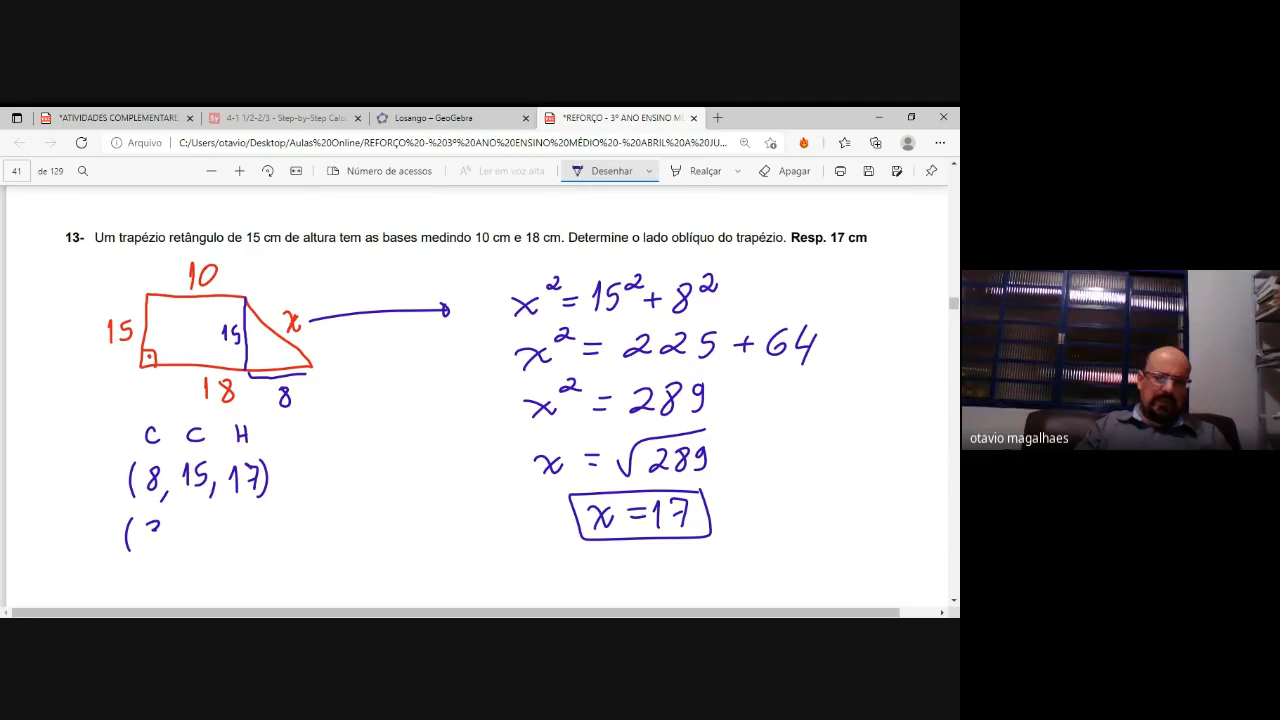 *ATIVIDADES COMPLEMENTARE
4-1 1/2-2/3 - Step-by-Step Calcu
Losango – GeoGebra
*REFORÇO - 3º ANO ENSINO M
Arquivo
C:/Users/otavio/Desktop/Aulas%20Online/REFORÇO%20-%203º%20ANO%20ENSINO%20MÉDIO%20-%20ABRIL%20A%20JU...
41 de 129
Número de acessos
Ler em voz alta
Desenhar
Realçar
Apagar
13- Um trapézio retângulo de 15 cm de altura tem as bases medindo 10 cm e 18 cm. Determine o lado oblíquo do trapézio. Resp. 17 cm
10
15
15
x
18
8
C C H
(8, 15, 17)
(
x² = 15² + 8²
x² = 225 + 64
x² = 289
x = √289
x = 17
otavio magalhaes